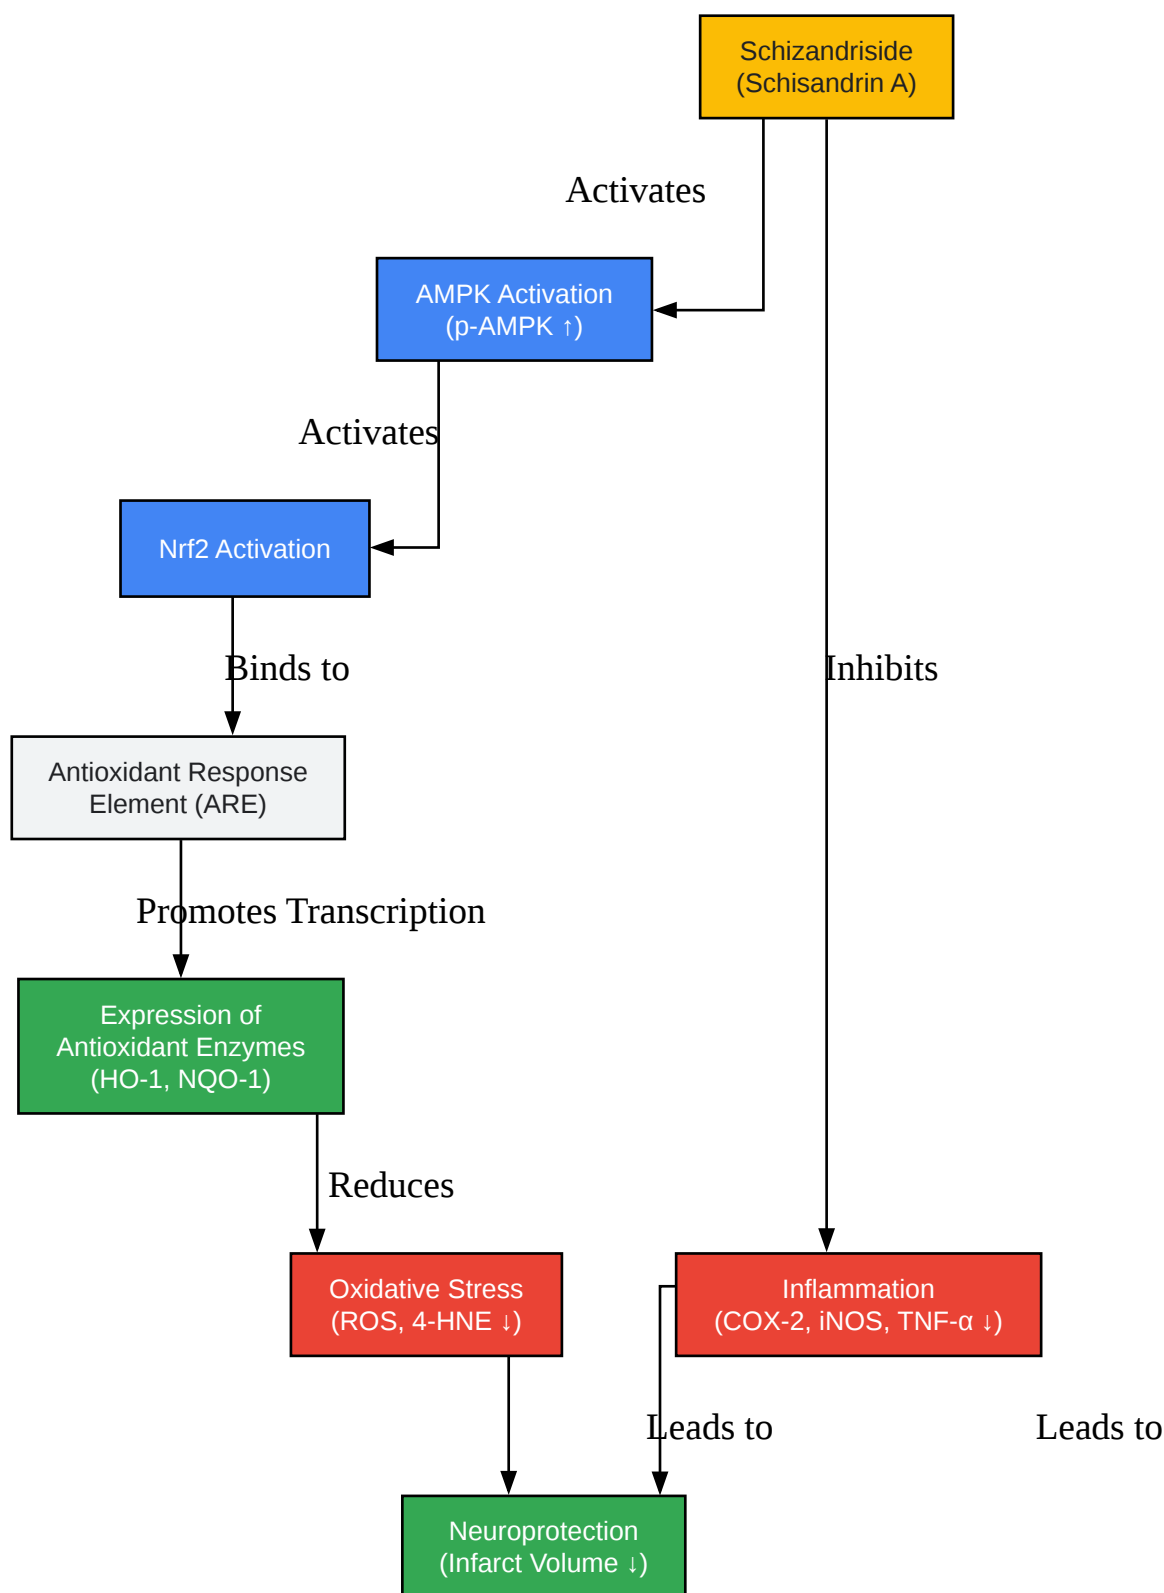 Schizandriside
(Schisandrin A)
Activates
AMPK Activation
(p-AMPK ↑)
Activates
Nrf2 Activation
Binds to
Inhibits
Antioxidant Response
Element (ARE)
Promotes Transcription
Expression of
Antioxidant Enzymes
(HO-1, NQO-1)
Reduces
Oxidative Stress
(ROS, 4-HNE ↓)
Inflammation
(COX-2, iNOS, TNF-α ↓)
Leads to
Leads to
Neuroprotection
(Infarct Volume ↓)